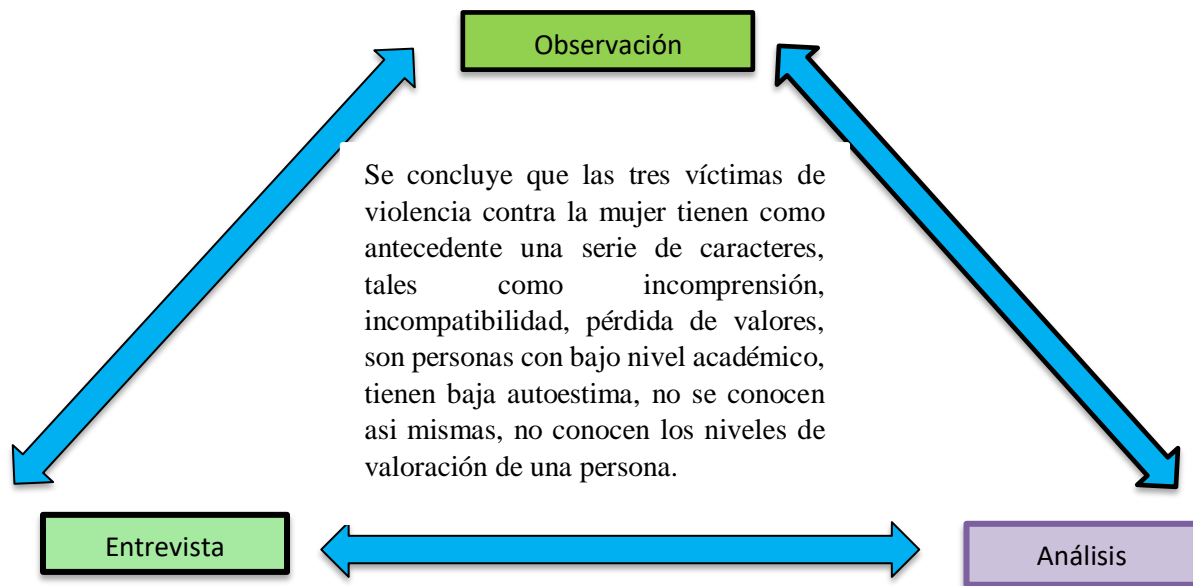 Observación
Se concluye que las tres víctimas de
violencia contra la mujer tienen como
antecedente una serie de caracteres,
tales como incomprensión,
incompatibilidad, pérdida de valores,
son personas con bajo nivel académico,
tienen baja autoestima, no se conocen
asi mismas, no conocen los niveles de
valoración de una persona.
Entrevista
Análisis